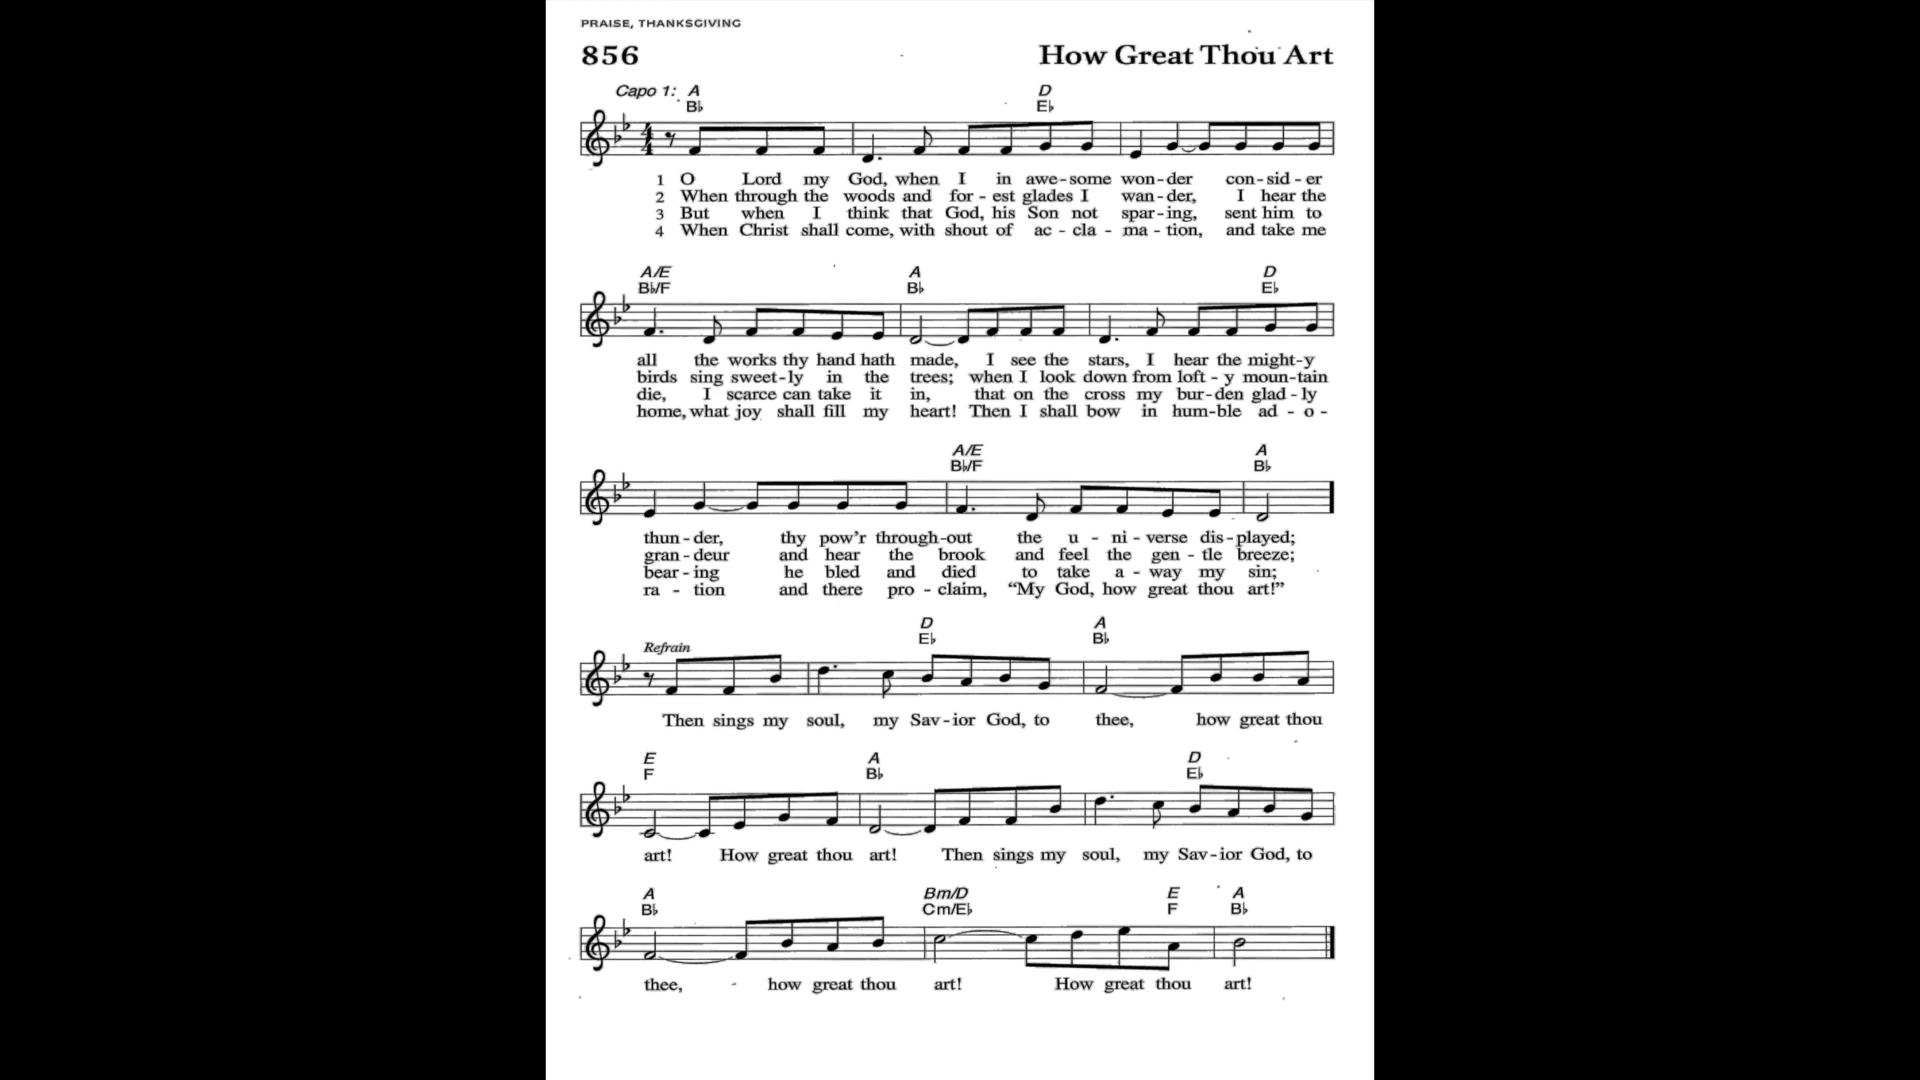 PRAISE, THANKSGIVING
856 How Great Thou Art
Capo 1: A D
B♭ E♭
1 O Lord my God, when I in awe-some won-der con-sid-er
2 When through the woods and for-est glades I wan-der, I hear the
3 But when I think that God, his Son not spar-ing, sent him to
4 When Christ shall come, with shout of ac-cla-ma-tion, and take me
A/E A D
B♭/F B♭ E♭
all the works thy hand hath made, I see the stars, I hear the might-y
birds sing sweet-ly in the trees; when I look down from loft-y moun-tain
die, I scarce can take it in, that on the cross my bur-den glad-ly
home, what joy shall fill my heart! Then I shall bow in hum-ble ad-o-
A/E A
B♭/F B♭
thun-der, thy pow'r through-out the u-ni-verse dis-played;
gran-deur and hear the brook and feel the gen-tle breeze;
bear-ing he bled and died to take a-way my sin;
ra-tion and there pro-claim, “My God, how great thou art!”
D A
E♭ B♭
Refrain
Then sings my soul, my Sav-ior God, to thee, how great thou
E A D
F B♭ E♭
art! How great thou art! Then sings my soul, my Sav-ior God, to
A Bm/D E A
B♭ Cm/E♭ F B♭
thee, how great thou art! How great thou art!